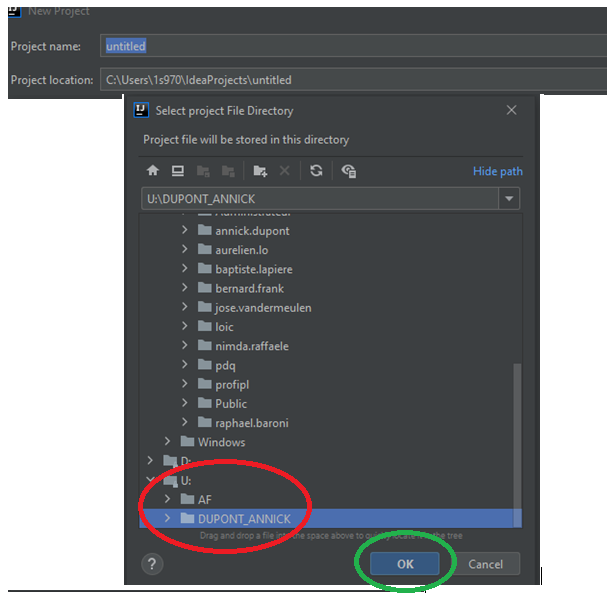 New Project
Project name: untitled
Project location: C:\Users\1s970\IdeaProjects\untitled
Select project File Directory
Project file will be stored in this directory
Hide path
U:\DUPONT_ANNICK
Administrateur
annick.dupont
aurelien.lo
baptiste.lapiere
bernard.frank
jose.vandermeulen
loic
nimda.raffaele
pdq
profipl
Public
raphael.baroni
Windows
D:
U:
AF
DUPONT_ANNICK
Drag and drop a file into the space above to quickly locate it in the tree
? OK Cancel